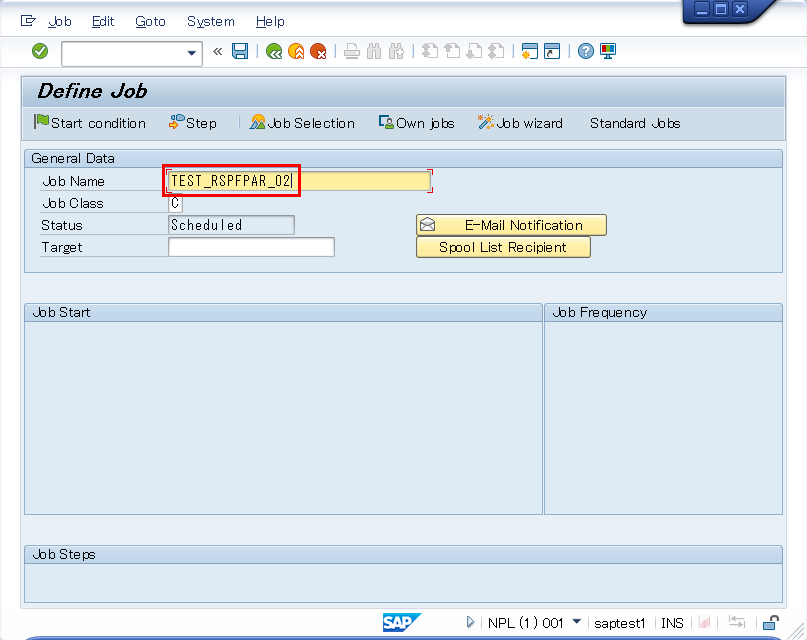 Job Edit Goto System Help
Define Job
Start condition Step Job Selection Own jobs Job wizard Standard Jobs
General Data
Job Name TEST_RSPFPAR_02
Job Class C
Status Scheduled E-Mail Notification
Target Spool List Recipient
Job Start Job Frequency
Job Steps
SAP NPL (1) 001 saptest1 INS